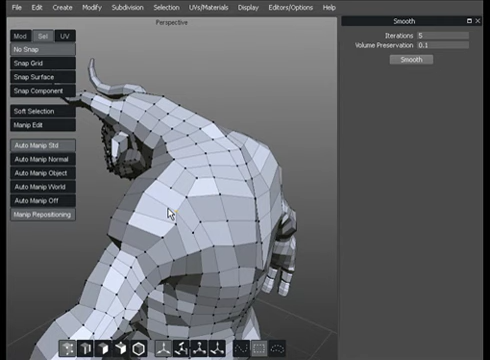 File Edit Create Modify Subdivision Selection UVs/Materials Display Editors/Options Help
Perspective
Smooth
Mod Sel UV
No Snap
Snap Grid
Snap Surface
Snap Component
Soft Selection
Manip Edit
Auto Manip Std
Auto Manip Normal
Auto Manip Object
Auto Manip World
Auto Manip Off
Manip Repositioning
Iterations 5
Volume Preservation 0.1
Smooth